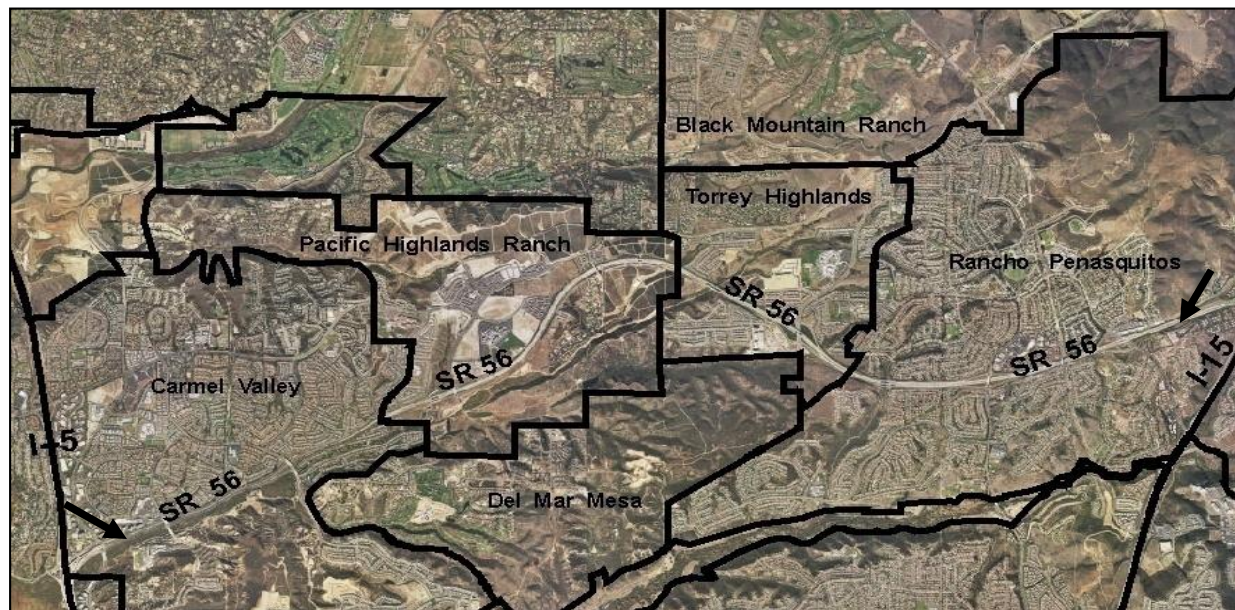 Black Mountain Ranch
Torrey Highlands
Pacific Highlands Ranch
Rancho Penasquitos
SR 56
SR 56
SR 56
I-15
Carmel Valley
I-5
SR 56
Del Mar Mesa